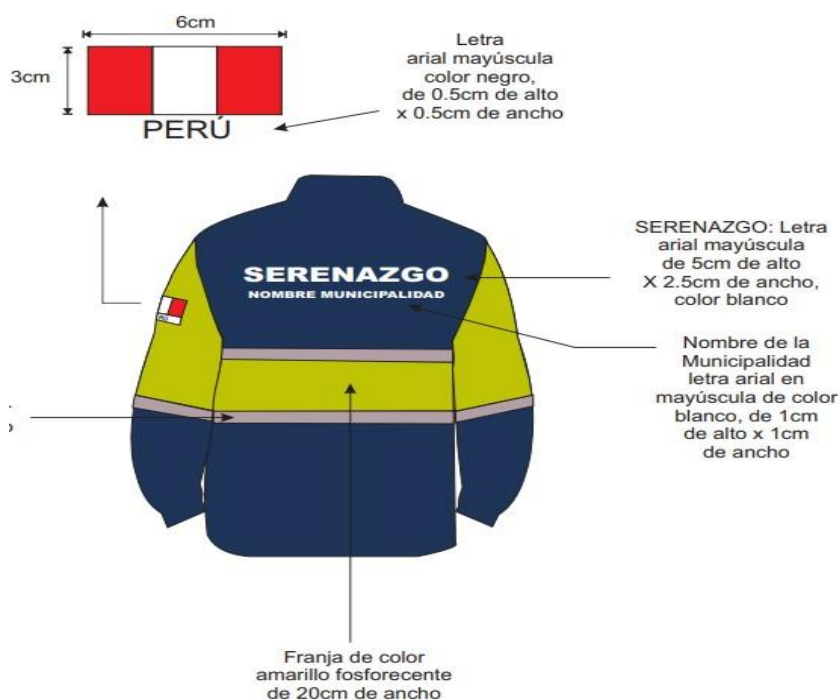 6cm
3cm
PERÚ
Letra
arial mayúscula
color negro,
de 0.5cm de alto
x 0.5cm de ancho
SERENAZGO
NOMBRE MUNICIPALIDAD
SERENAZGO: Letra
arial mayúscula
de 5cm de alto
X 2.5cm de ancho,
color blanco
Nombre de la
Municipalidad
letra arial en
mayúscula de color
blanco, de 1cm
de alto x 1cm
de ancho
Franja de color
amarillo fosforecente
de 20cm de ancho